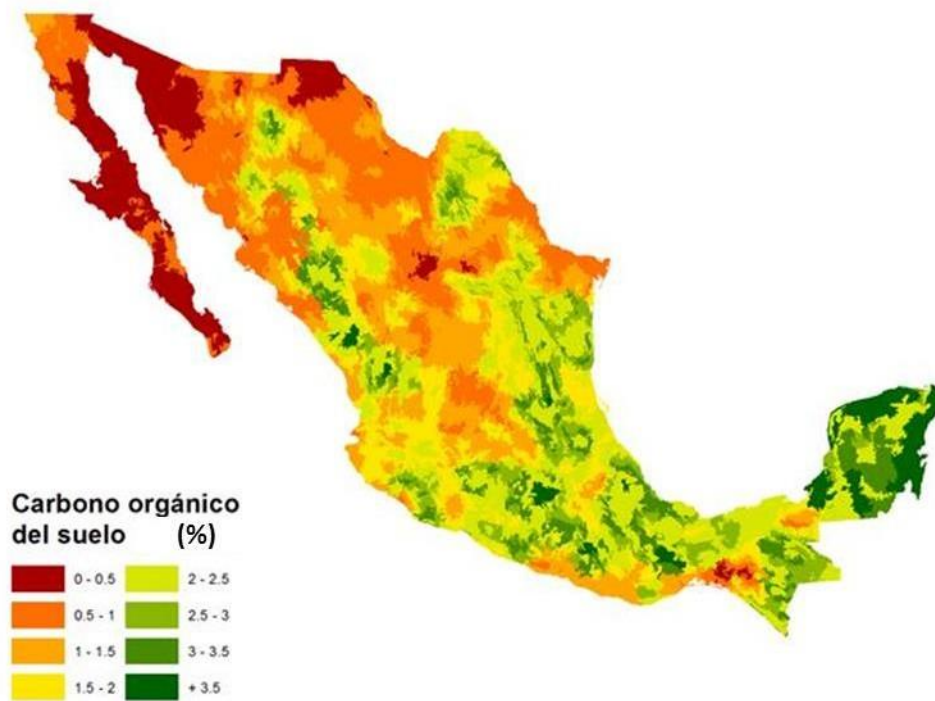 Carbono orgánico
del suelo (%)
0 - 0.5
0.5 - 1
1 - 1.5
1.5 - 2
2 - 2.5
2.5 - 3
3 - 3.5
+ 3.5